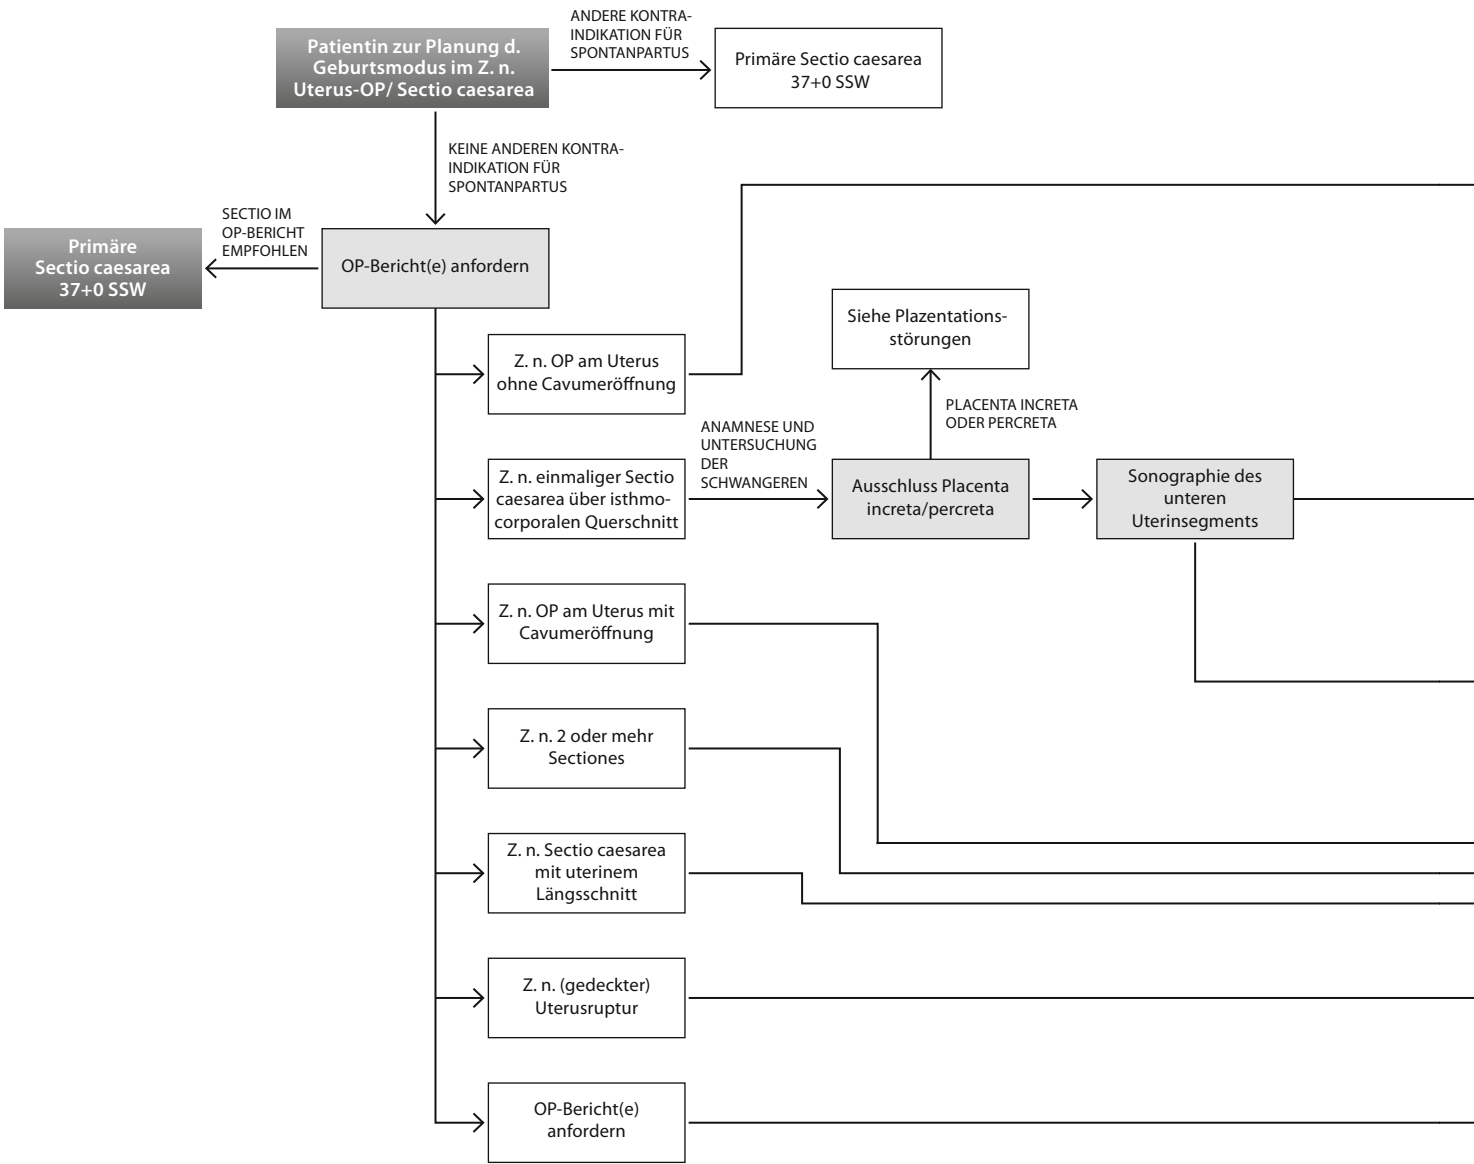 Patientin zur Planung d.
Geburtsmodus im Z. n.
Uterus-OP/ Sectio caesarea
ANDERE KONTRA-
INDIKATION FÜR
SPONTANPARTUS
Primäre Sectio caesarea
37+0 SSW
KEINE ANDEREN KONTRA-
INDIKATION FÜR
SPONTANPARTUS
Primäre
Sectio caesarea
37+0 SSW
SECTIO IM
OP-BERICHT
EMPFOHLEN
OP-Bericht(e) anfordern
Siehe Plazentations-
störungen
Z. n. OP am Uterus
ohne Cavumeröffnung
PLACENTA INCRETA
ODER PERCRETA
Z. n. einmaliger Sectio
caesarea über isthmo-
corporalen Querschnitt
ANAMNESE UND
UNTERSUCHUNG
DER
SCHWANGEREN
Ausschluss Placenta
increta/percreta
Sonographie des
unteren
Uterinsegments
Z. n. OP am Uterus mit
Cavumeröffnung
Z. n. 2 oder mehr
Sectiones
Z. n. Sectio caesarea
mit uterinem
Längsschnitt
Z. n. (gedeckter)
Uterusruptur
OP-Bericht(e)
anfordern